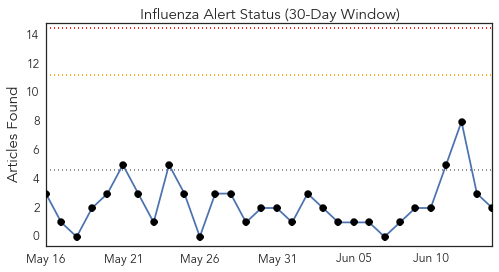 Influenza Alert Status (30-Day Window)
Articles Found
14
12
10
8
6
4
2
0
May 16
May 21
May 26
May 31
Jun 05
Jun 10